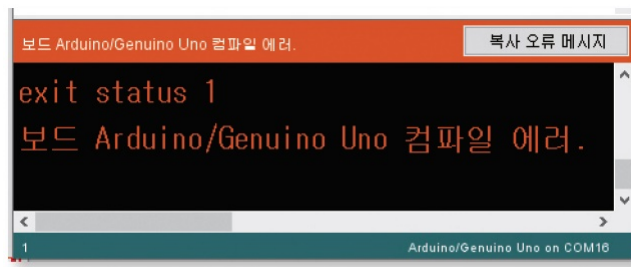 보드 Arduino/Genuino Uno 컴파일 에러.
복사 오류 메시지
exit status 1
보드 Arduino/Genuino Uno 컴파일 에러.
1
Arduino/Genuino Uno on COM16